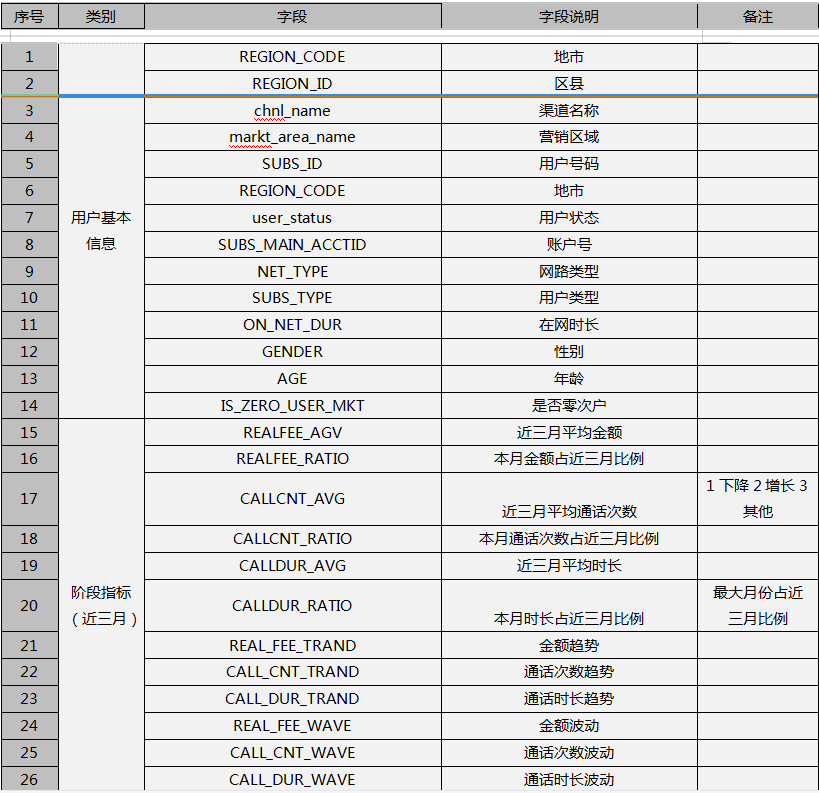 序号 类别 字段 字段说明 备注
1 REGION_CODE 地市
2 REGION_ID 区县
3 chnl_name 渠道名称
4 markt_area_name 营销区域
5 SUBS_ID 用户号码
6 REGION_CODE 地市
7 用户基本 user_status 用户状态
8 信息 SUBS_MAIN_ACCTID 账户号
9 NET_TYPE 网路类型
10 SUBS_TYPE 用户类型
11 ON_NET_DUR 在网时长
12 GENDER 性别
13 AGE 年龄
14 IS_ZERO_USER_MKT 是否零次户
15 REALFEE_AGV 近三月平均金额
16 REALFEE_RATIO 本月金额占近三月比例
1下降2增长3
17 CALLCNT_AVG 近三月平均通话次数
其他
18 CALLCNT_RATIO 本月通话次数占近三月比例
19 CALLDUR_AVG 近三月平均时长
阶段指标 最大月份占近
20 CALLDUR_RATIO 本月时长占近三月比例
（近三月） 三月比例
21 REAL_FEE_TRAND 金额趋势
22 CALL_CNT_TRAND 通话次数趋势
23 CALL_DUR_TRAND 通话时长趋势
24 REAL_FEE_WAVE 金额波动
25 CALL_CNT_WAVE 通话次数波动
26 CALL_DUR_WAVE 通话时长波动